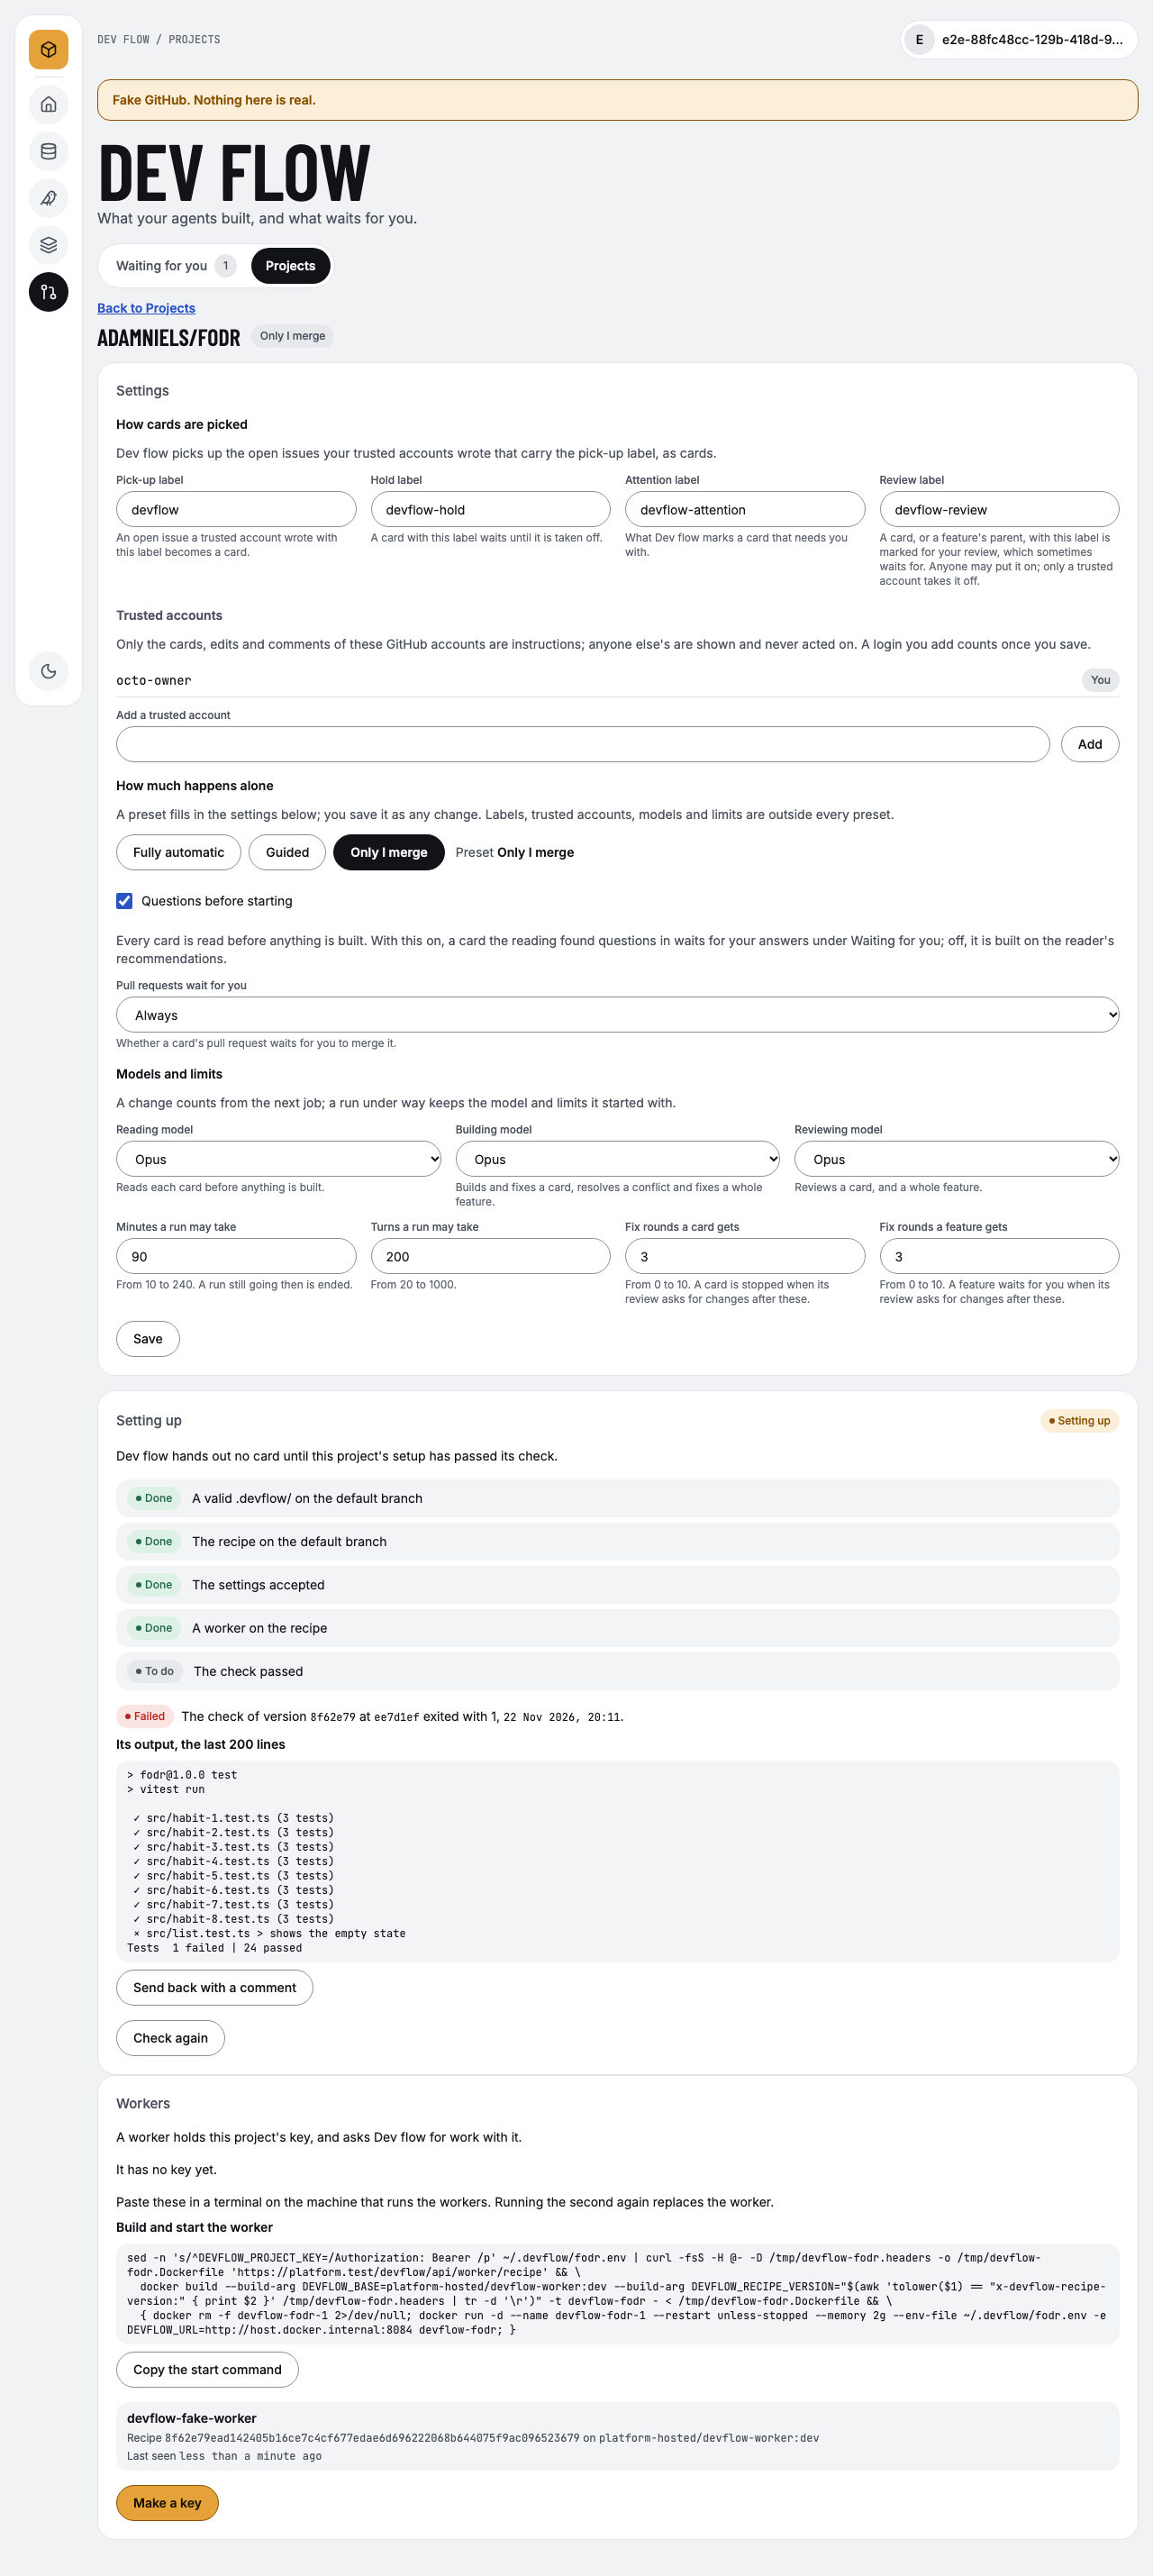 DEV FLOW / PROJECTS
E
e2e-88fc48cc-129b-418d-9...
Fake GitHub. Nothing here is real.
DEV FLOW
What your agents built, and what waits for you.
Waiting for you 1
Projects
Back to Projects
ADAMNIELS/FODR
Only I merge
Settings
How cards are picked
Dev flow picks up the open issues your trusted accounts wrote that carry the pick-up label, as cards.
Pick-up label
devflow
An open issue a trusted account wrote with
this label becomes a card.
Hold label
devflow-hold
A card with this label waits until it is taken off.
Attention label
devflow-attention
What Dev flow marks a card that needs you
with.
Review label
devflow-review
A card, or a feature's parent, with this label is
marked for your review, which sometimes
waits for. Anyone may put it on; only a trusted
account takes it off.
Trusted accounts
Only the cards, edits and comments of these GitHub accounts are instructions; anyone else's are shown and never acted on. A login you add counts once you save.
octo-owner
You
Add a trusted account
Add
How much happens alone
A preset fills in the settings below; you save it as any change. Labels, trusted accounts, models and limits are outside every preset.
Fully automatic
Guided
Only I merge
Preset Only I merge
Questions before starting
Every card is read before anything is built. With this on, a card the reading found questions in waits for your answers under Waiting for you; off, it is built on the reader's
recommendations.
Pull requests wait for you
Always
Whether a card's pull request waits for you to merge it.
Models and limits
A change counts from the next job; a run under way keeps the model and limits it started with.
Reading model
Opus
Reads each card before anything is built.
Building model
Opus
Builds and fixes a card, resolves a conflict and fixes a whole
feature.
Reviewing model
Opus
Reviews a card, and a whole feature.
Minutes a run may take
90
From 10 to 240. A run still going then is ended.
Turns a run may take
200
From 20 to 1000.
Fix rounds a card gets
3
From 0 to 10. A card is stopped when its
review asks for changes after these.
Fix rounds a feature gets
3
From 0 to 10. A feature waits for you when its
review asks for changes after these.
Save
Setting up
Setting up
Dev flow hands out no card until this project's setup has passed its check.
Done A valid .devflow/ on the default branch
Done The recipe on the default branch
Done The settings accepted
Done A worker on the recipe
To do The check passed
Failed The check of version 8f62e79 at ee7d1ef exited with 1, 22 Nov 2026, 20:11.
Its output, the last 200 lines
> fodr@1.0.0 test
> vitest run
✓ src/habit-1.test.ts (3 tests)
✓ src/habit-2.test.ts (3 tests)
✓ src/habit-3.test.ts (3 tests)
✓ src/habit-4.test.ts (3 tests)
✓ src/habit-5.test.ts (3 tests)
✓ src/habit-6.test.ts (3 tests)
✓ src/habit-7.test.ts (3 tests)
✓ src/habit-8.test.ts (3 tests)
× src/list.test.ts > shows the empty state
Tests  1 failed | 24 passed
Send back with a comment
Check again
Workers
A worker holds this project's key, and asks Dev flow for work with it.
It has no key yet.
Paste these in a terminal on the machine that runs the workers. Running the second again replaces the worker.
Build and start the worker
sed -n 's/^DEVFLOW_PROJECT_KEY=/Authorization: Bearer /p' ~/.devflow/fodr.env | curl -fsS -H @- -D /tmp/devflow-fodr.headers -o /tmp/devflow-
fodr.Dockerfile 'https://platform.test/devflow/api/worker/recipe' && \
docker build --build-arg DEVFLOW_BASE=platform-hosted/devflow-worker:dev --build-arg DEVFLOW_RECIPE_VERSION="$(awk 'tolower($1) == "x-devflow-recipe-
version:" { print $2 }' /tmp/devflow-fodr.headers | tr -d '\r')" -t devflow-fodr - < /tmp/devflow-fodr.Dockerfile && \
{ docker rm -f devflow-fodr-1 2>/dev/null; docker run -d --name devflow-fodr-1 --restart unless-stopped --memory 2g --env-file ~/.devflow/fodr.env -e
DEVFLOW_URL=http://host.docker.internal:8084 devflow-fodr; }
Copy the start command
devflow-fake-worker
Recipe 8f62e79ead142405b16ce7c4cf677edae6d696222068b644075f9ac096523679 on platform-hosted/devflow-worker:dev
Last seen less than a minute ago
Make a key